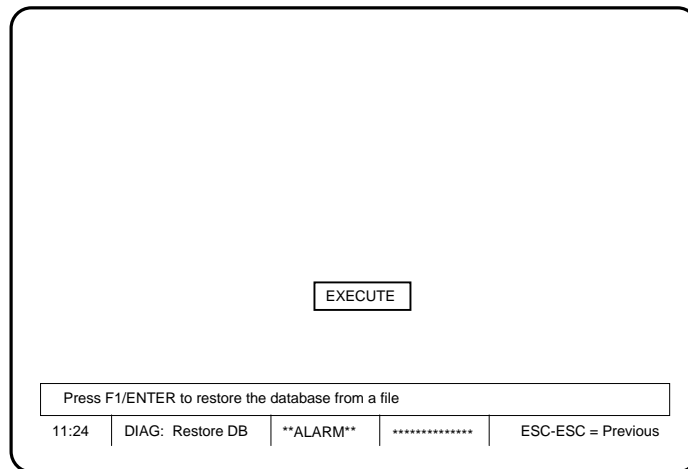 EXECUTE
Press F1/ENTER to restore the database from a file
11:24 DIAG: Restore DB **ALARM** ************** ESC-ESC = Previous